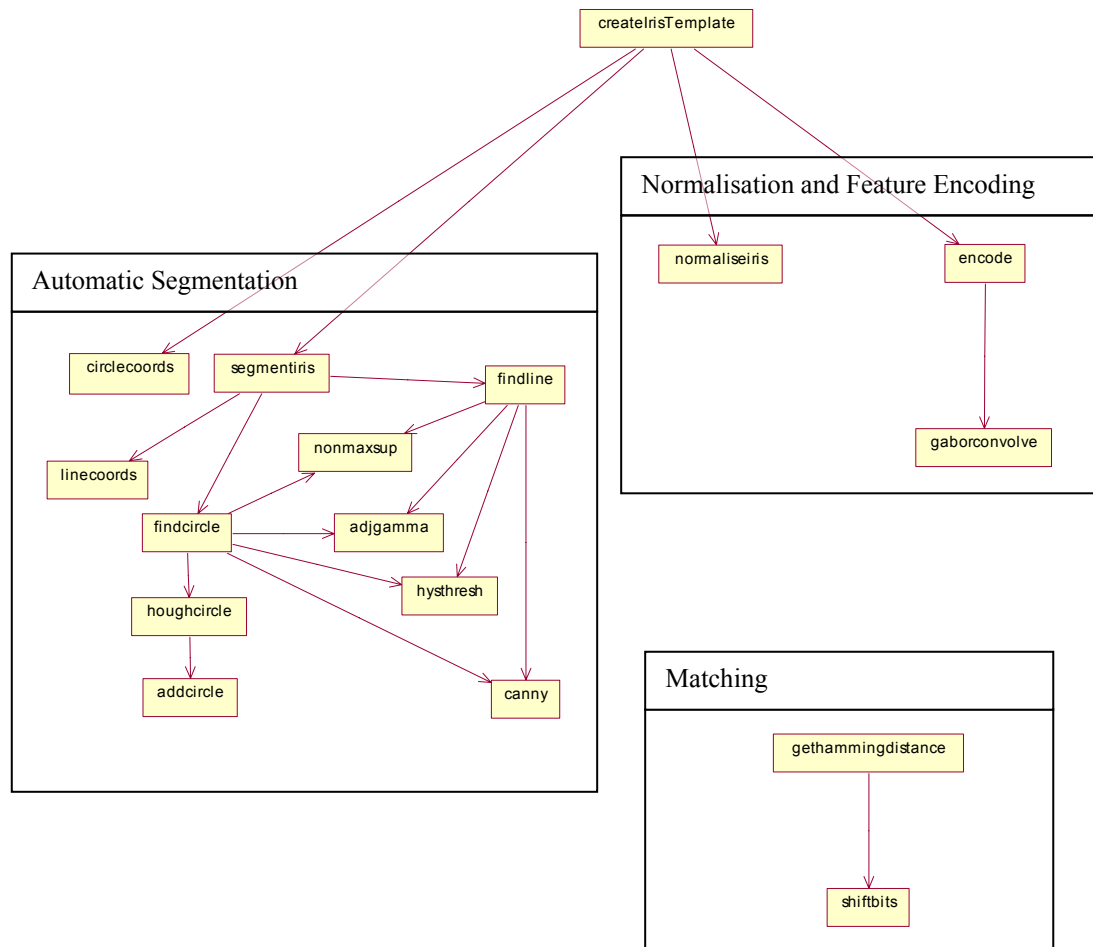 createIrisTemplate
Normalisation and Feature Encoding
normaliseiris
encode
gaborconvolve
Automatic Segmentation
circlecoords
segmentiris
findline
nonmaxsup
linecoords
findcircle
adjgamma
hysthresh
houghcircle
addcircle
canny
Matching
gethammingdistance
shiftbits